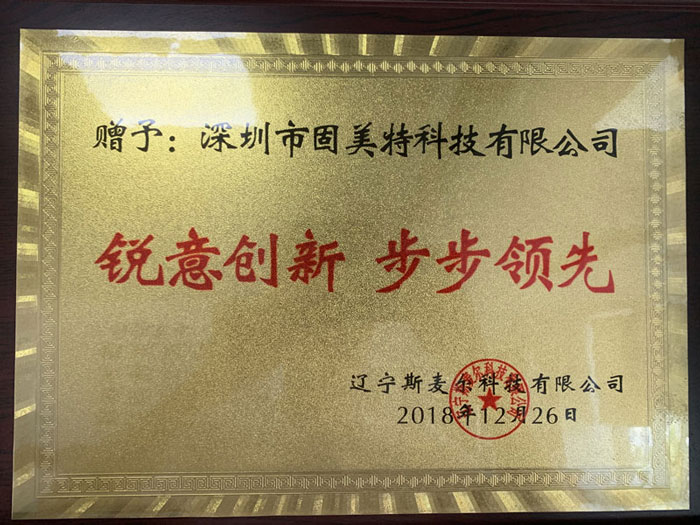 赠予：深圳市固美特科技有限公司
锐意创新 步步领先
辽宁斯麦尔科技有限公司
2018年12月26日